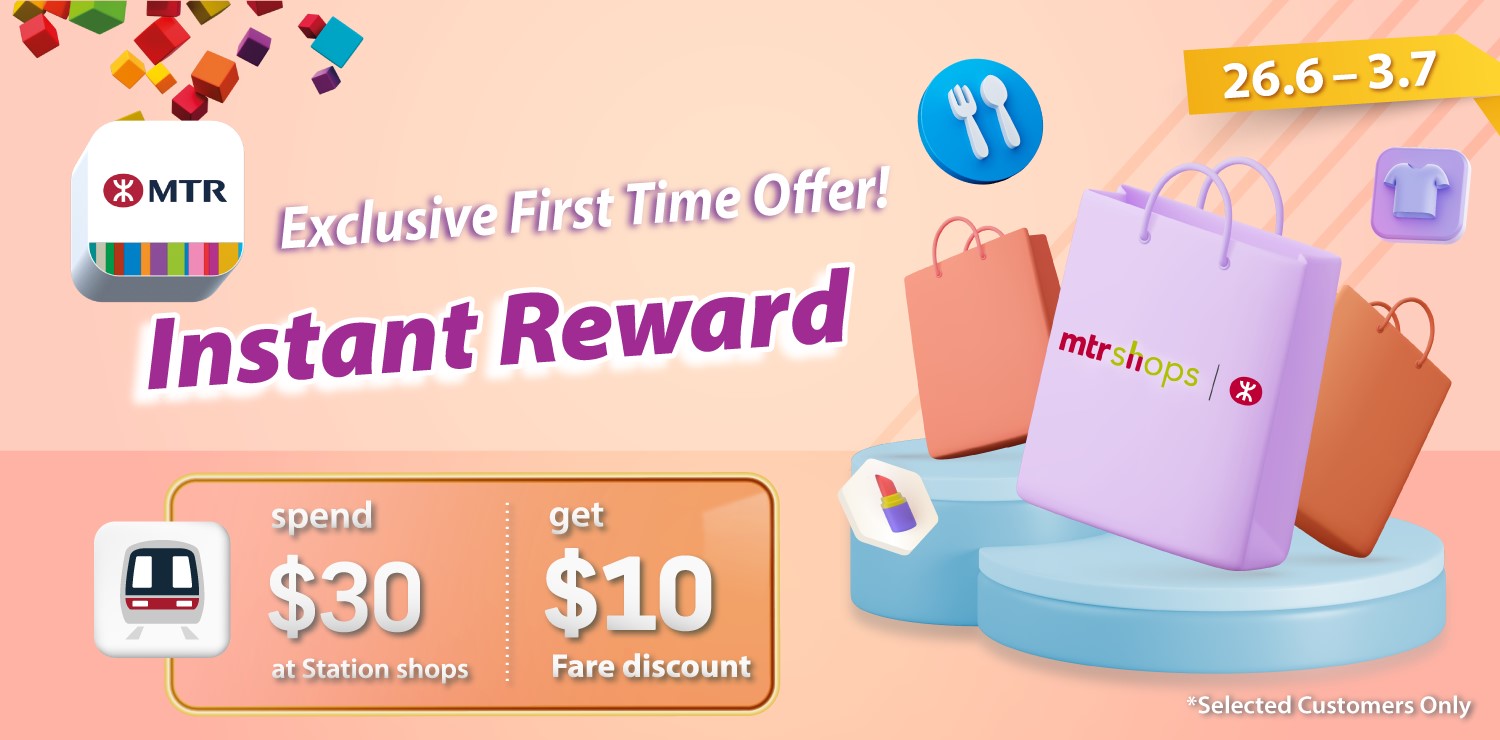 26.6 – 3.7
MTR
Exclusive First Time Offer!
Instant Reward
mtrshops
spend
$30
at Station shops
get
$10
Fare discount
*Selected Customers Only